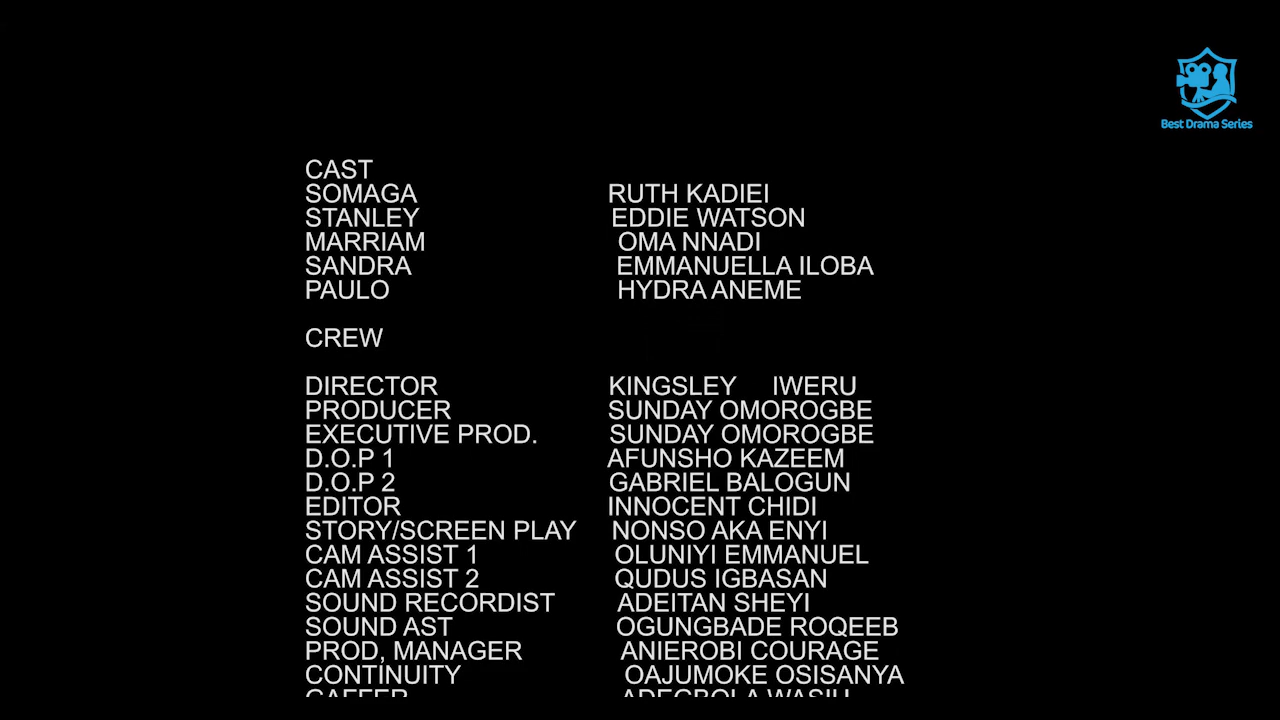 Best Drama Series
CAST
SOMAGA RUTH KADIEI
STANLEY EDDIE WATSON
MARRIAM OMA NNADI
SANDRA EMMANUELLA ILOBA
PAULO HYDRA ANEME
CREW
DIRECTOR KINGSLEY IWERU
PRODUCER SUNDAY OMOROGBE
EXECUTIVE PROD. SUNDAY OMOROGBE
D.O.P 1 AFUNSHO KAZEEM
D.O.P 2 GABRIEL BALOGUN
EDITOR INNOCENT CHIDI
STORY/SCREEN PLAY NONSO AKA ENYI
CAM ASSIST 1 OLUNIYI EMMANUEL
CAM ASSIST 2 QUDUS IGBASAN
SOUND RECORDIST ADEITAN SHEYI
SOUND AST OGUNGBADE ROQEEB
PROD, MANAGER ANIEROBI COURAGE
CONTINUITY OAJUMOKE OSISANYA
GAFFER ADEGBOLA WASIU